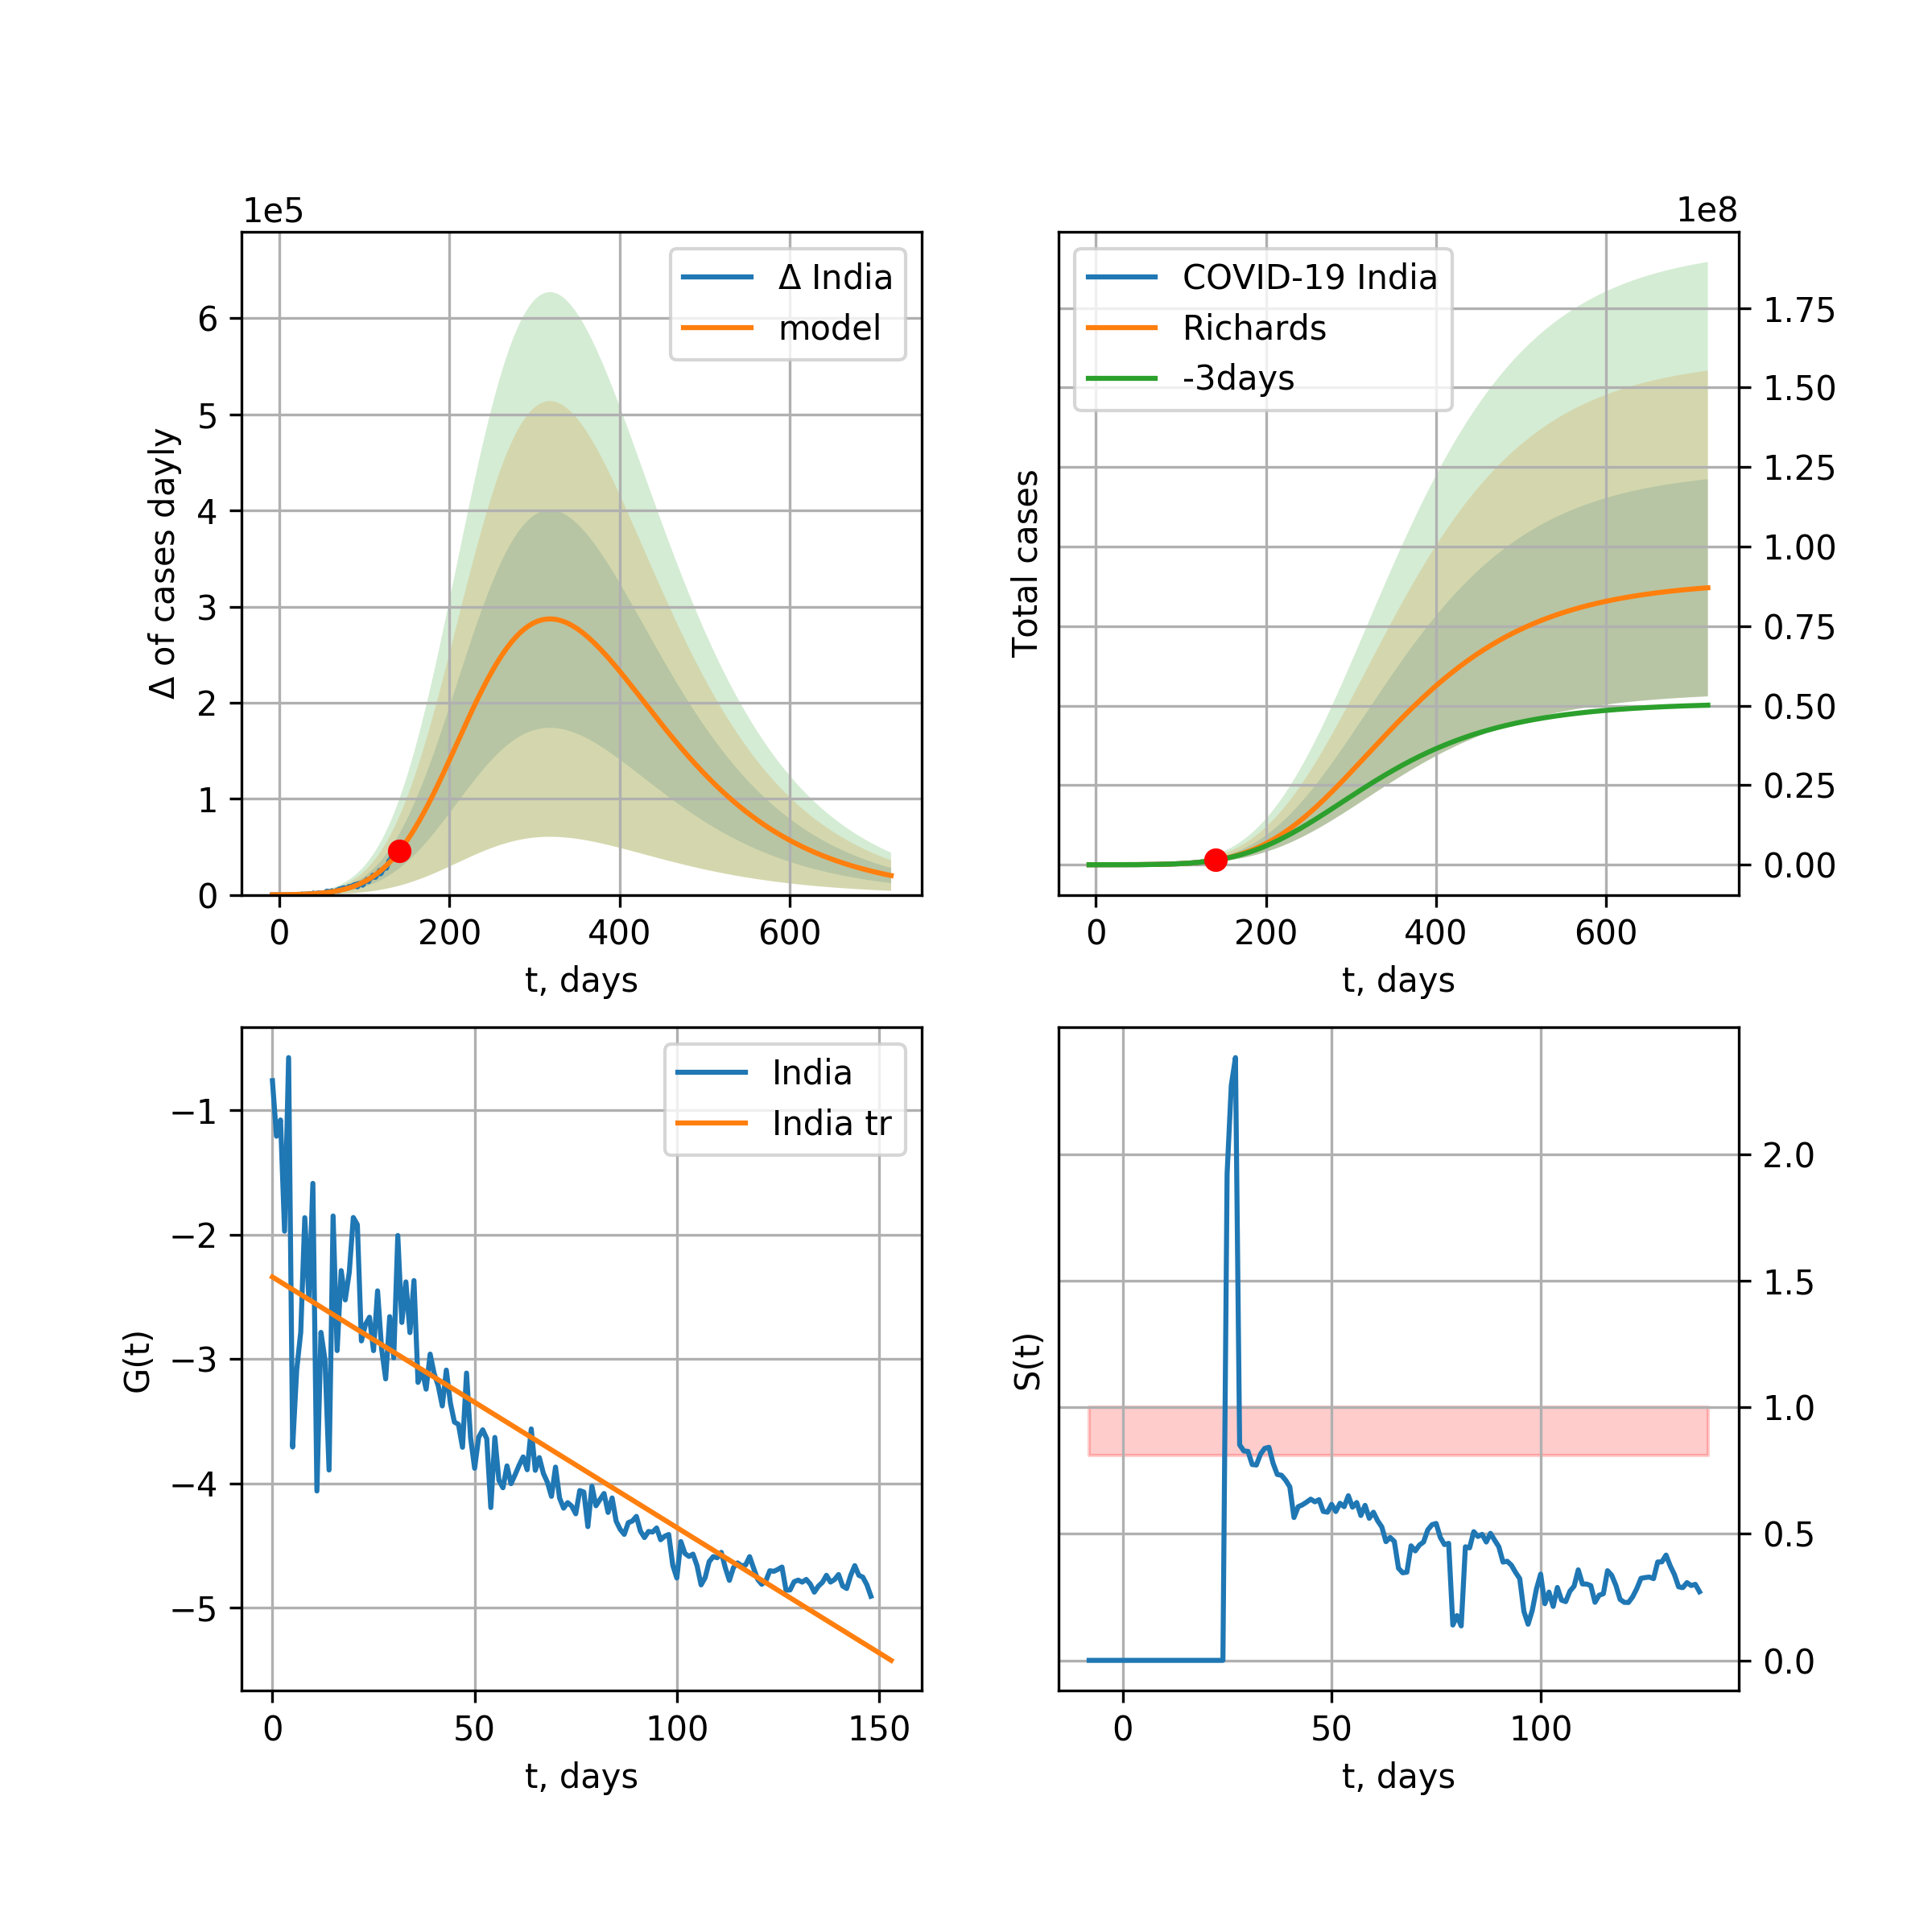 1e5
Δ of cases dayly
6
5
4
3
2
1
0
0 200 400 600
t, days
Δ India
model
1e8
Total cases
1.75
1.50
1.25
1.00
0.75
0.50
0.25
0.00
0 200 400 600
t, days
COVID-19 India
Richards
-3days
G(t)
−1
−2
−3
−4
−5
0 50 100 150
t, days
India
India tr
S(t)
2.0
1.5
1.0
0.5
0.0
0 50 100
t, days